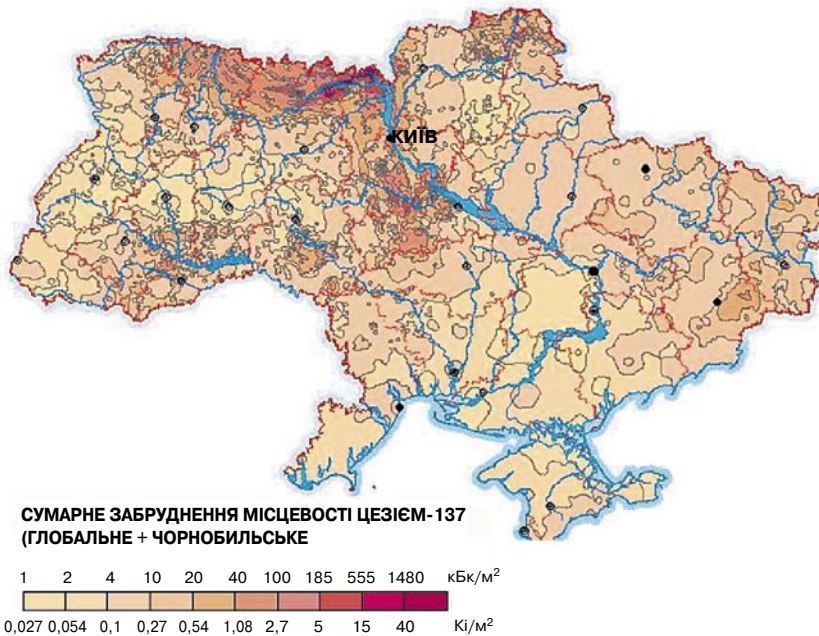 КИЇВ
СУМАРНЕ ЗАБРУДНЕННЯ МІСЦЕВОСТІ ЦЕЗІЄМ-137
(ГЛОБАЛЬНЕ + ЧОРНОБИЛЬСЬКЕ
1 2 4 10 20 40 100 185 555 1480 кБк/м²
0,027 0,054 0,1 0,27 0,54 1,08 2,7 5 15 40 Кі/м²